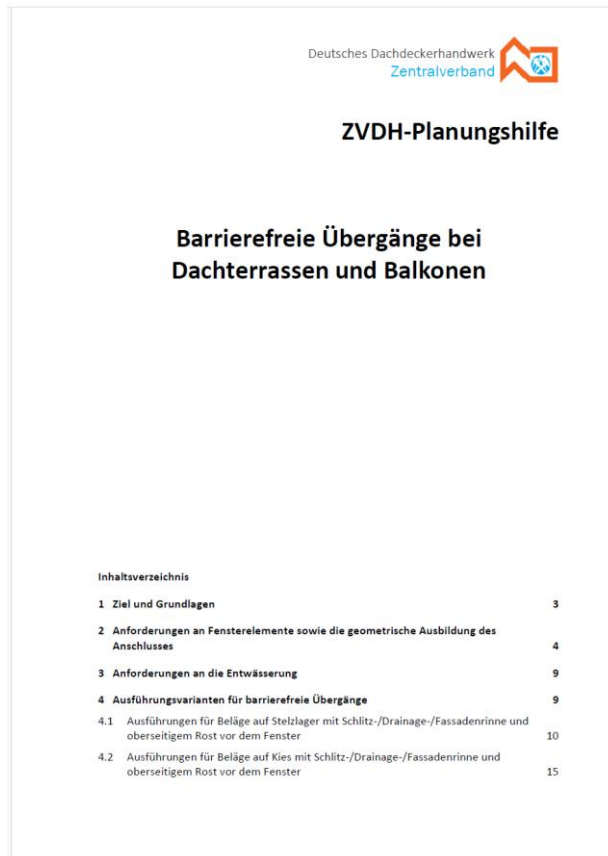 Deutsches Dachdeckerhandwerk
Zentralverband
ZVDH-Planungshilfe
Barrierefreie Übergänge bei
Dachterrassen und Balkonen
Inhaltsverzeichnis
1 Ziel und Grundlagen 3
2 Anforderungen an Fensterelemente sowie die geometrische Ausbildung des
Anschlusses 4
3 Anforderungen an die Entwässerung 9
4 Ausführungsvarianten für barrierefreie Übergänge 9
4.1 Ausführungen für Beläge auf Stelzlager mit Schlitz-/Drainage-/Fassadenrinne und
oberseitigem Rost vor dem Fenster 10
4.2 Ausführungen für Beläge auf Kies mit Schlitz-/Drainage-/Fassadenrinne und
oberseitigem Rost vor dem Fenster 15